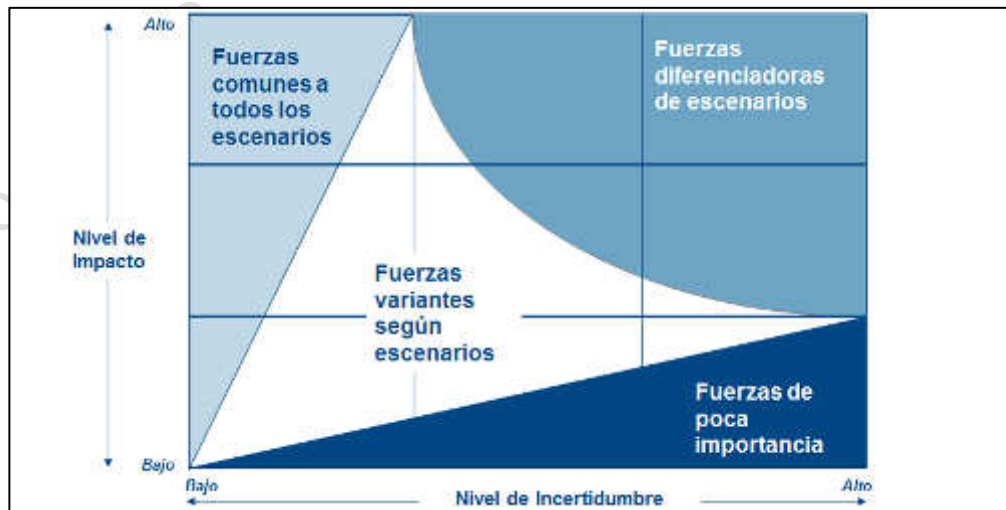 Alto
Fuerzas
comunes a
todos los
escenarios
Fuerzas
diferenciadoras
de escenarios
Nivel de
Impacto
Fuerzas
variantes
según
escenarios
Fuerzas de
poca
importancia
Bajo
Bajo
Nivel de Incertidumbre
Alto